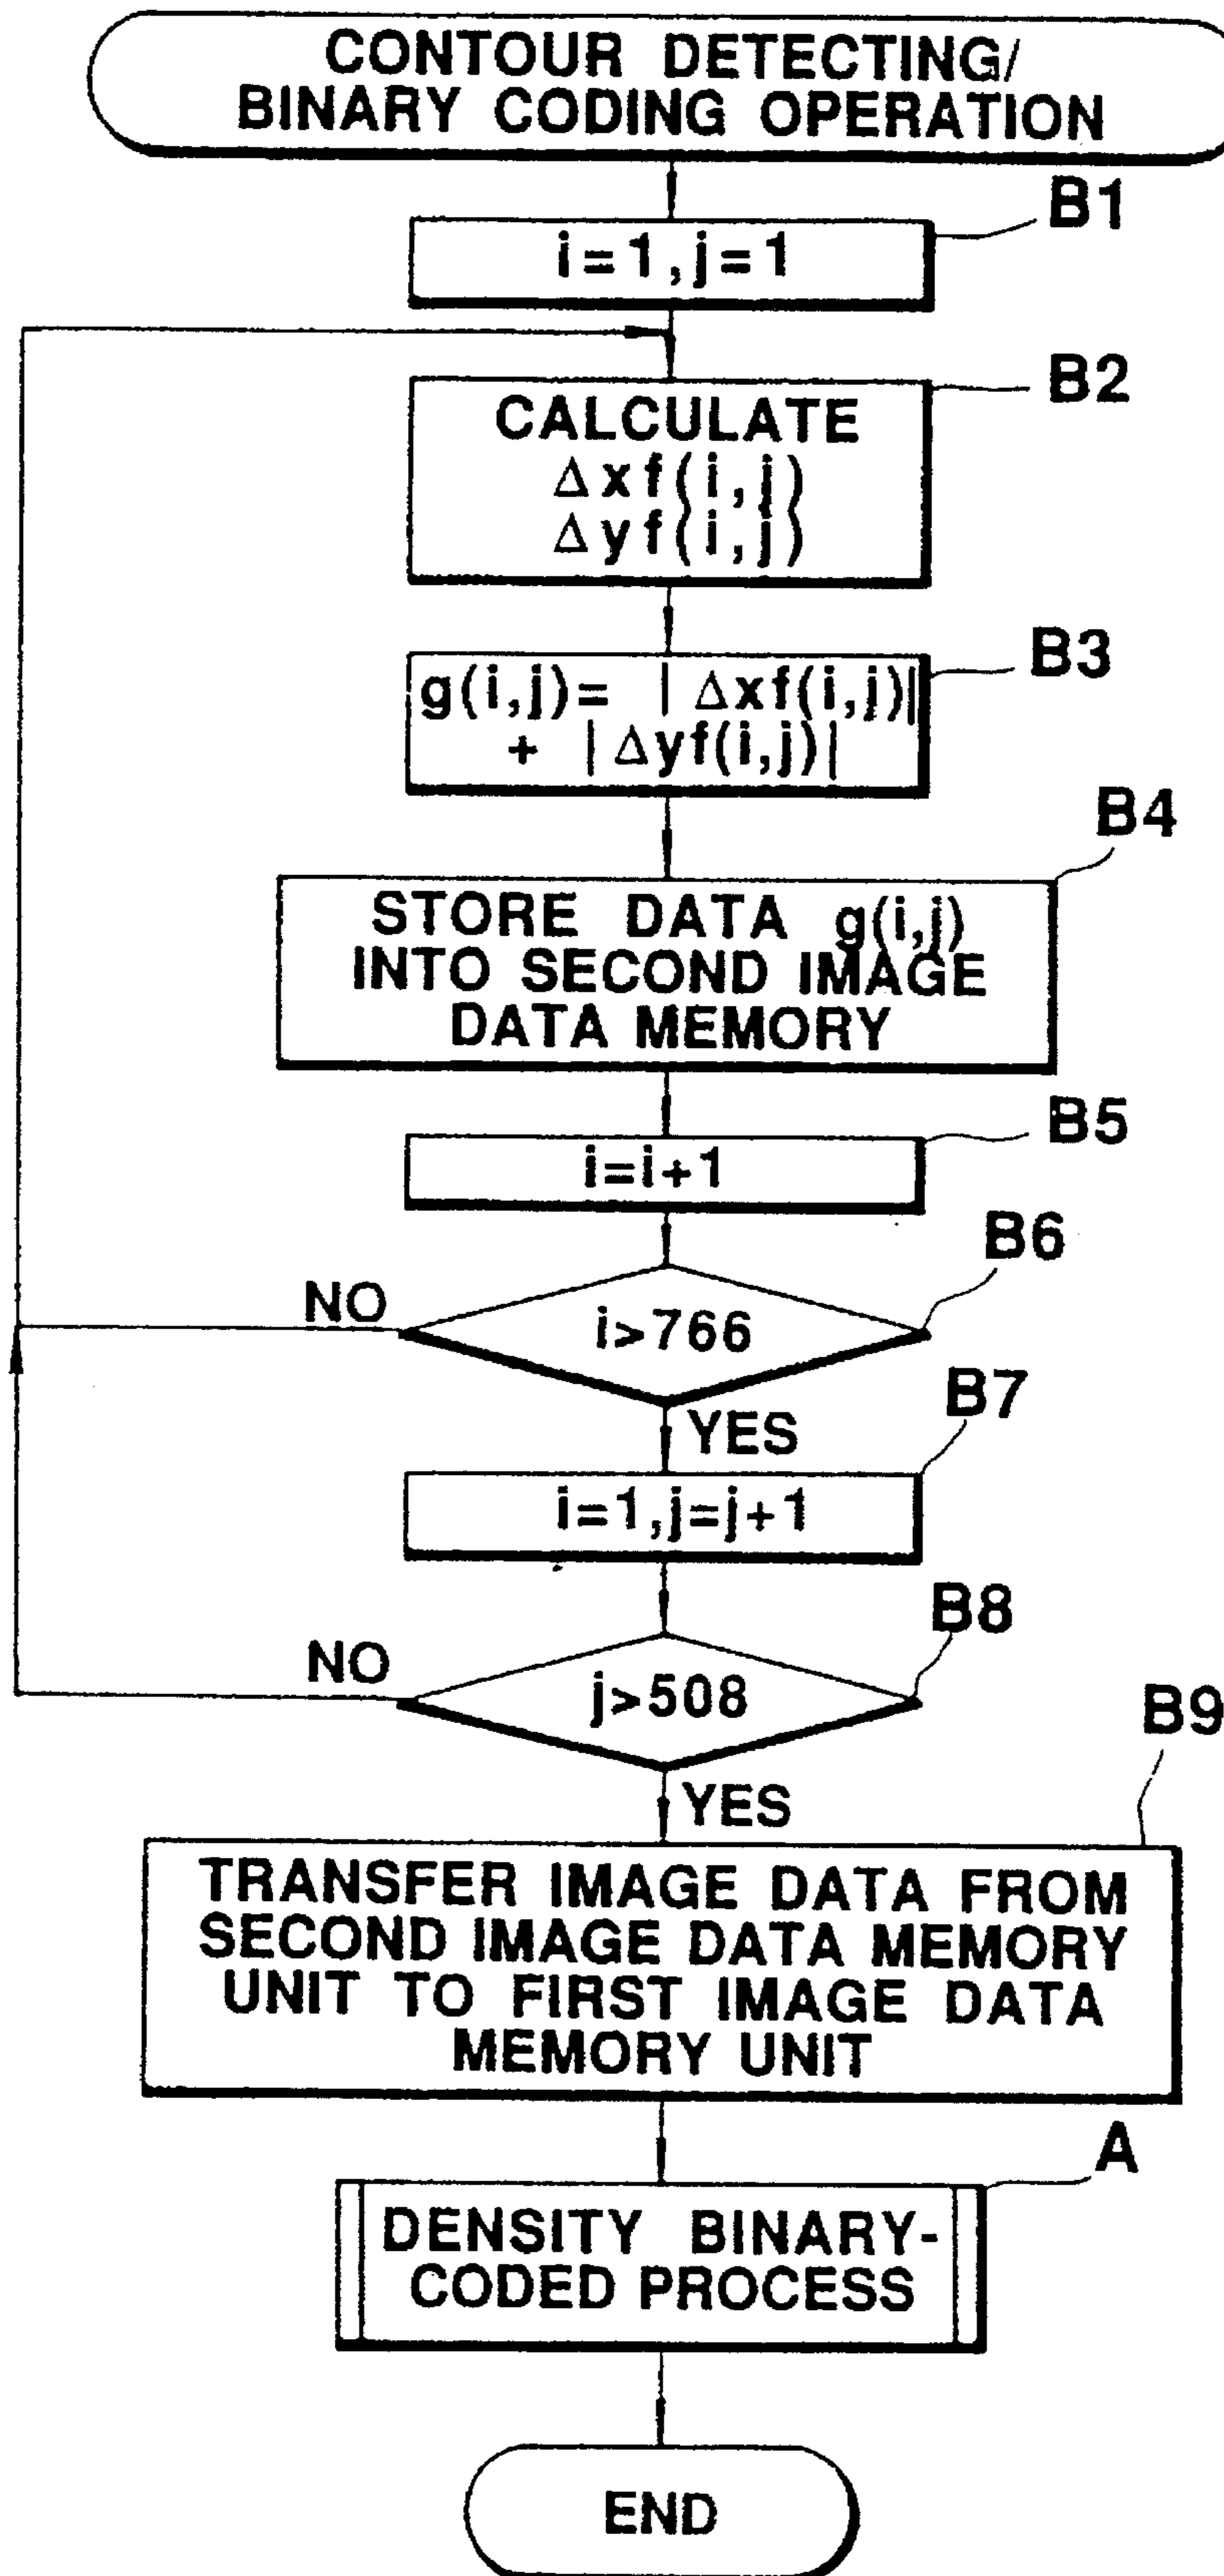 CONTOUR DETECTING/
BINARY CODING OPERATION
B1
i=1,j=1
B2
CALCULATE
Δxf(i,j)
Δyf(i,j)
B3
g(i,j)= |Δxf(i,j)|
+ |Δyf(i,j)|
B4
STORE DATA g(i,j)
INTO SECOND IMAGE
DATA MEMORY
B5
i=i+1
B6
NO
i>766
B7
YES
i=1,j=j+1
B8
NO
j>508
B9
YES
TRANSFER IMAGE DATA FROM
SECOND IMAGE DATA MEMORY
UNIT TO FIRST IMAGE DATA
MEMORY UNIT
A
DENSITY BINARY-
CODED PROCESS
END